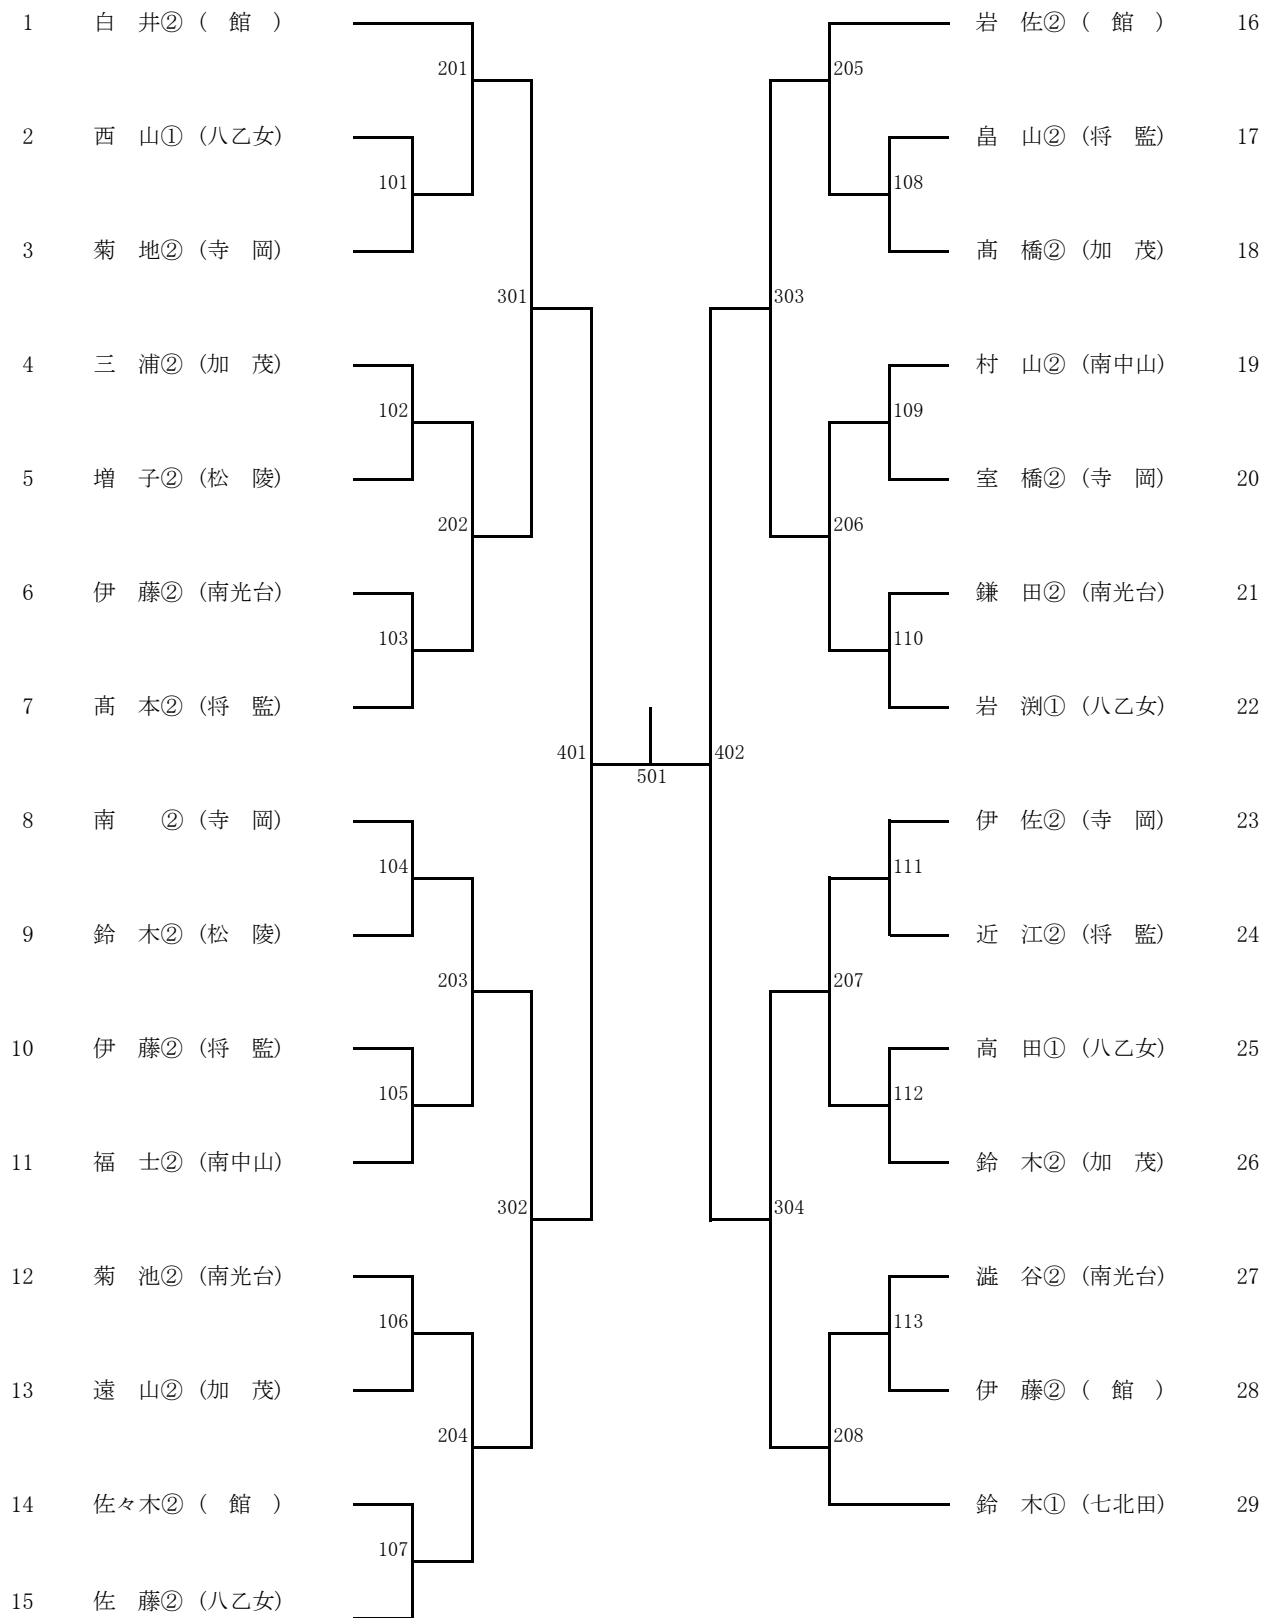 1 白 井② ( 館 )
201
2 西 山① (八乙女)
101
3 菊 地② (寺 岡)
301
4 三 浦② (加 茂)
102
5 増 子② (松 陵)
202
6 伊 藤② (南光台)
103
7 髙 本② (将 監)
401
8 南 ② (寺 岡)
104
9 鈴 木② (松 陵)
203
10 伊 藤② (将 監)
105
11 福 士② (南中山)
302
12 菊 池② (南光台)
106
13 遠 山② (加 茂)
204
14 佐々木② ( 館 )
107
15 佐 藤② (八乙女)
501
岩 佐② ( 館 ) 16
205
畠 山② (将 監) 17
108
髙 橋② (加 茂) 18
303
村 山② (南中山) 19
109
室 橋② (寺 岡) 20
206
鎌 田② (南光台) 21
110
岩 渕① (八乙女) 22
402
伊 佐② (寺 岡) 23
111
近 江② (将 監) 24
207
高 田① (八乙女) 25
112
鈴 木② (加 茂) 26
304
澁 谷② (南光台) 27
113
伊 藤② ( 館 ) 28
208
鈴 木① (七北田) 29